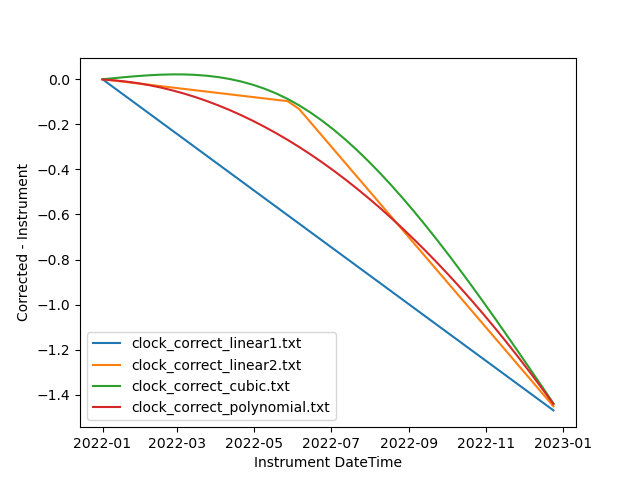 0.0
−0.2
−0.4
−0.6
−0.8
−1.0
−1.2
−1.4
Corrected - Instrument
clock_correct_linear1.txt
clock_correct_linear2.txt
clock_correct_cubic.txt
clock_correct_polynomial.txt
2022-01 2022-03 2022-05 2022-07 2022-09 2022-11 2023-01
Instrument DateTime